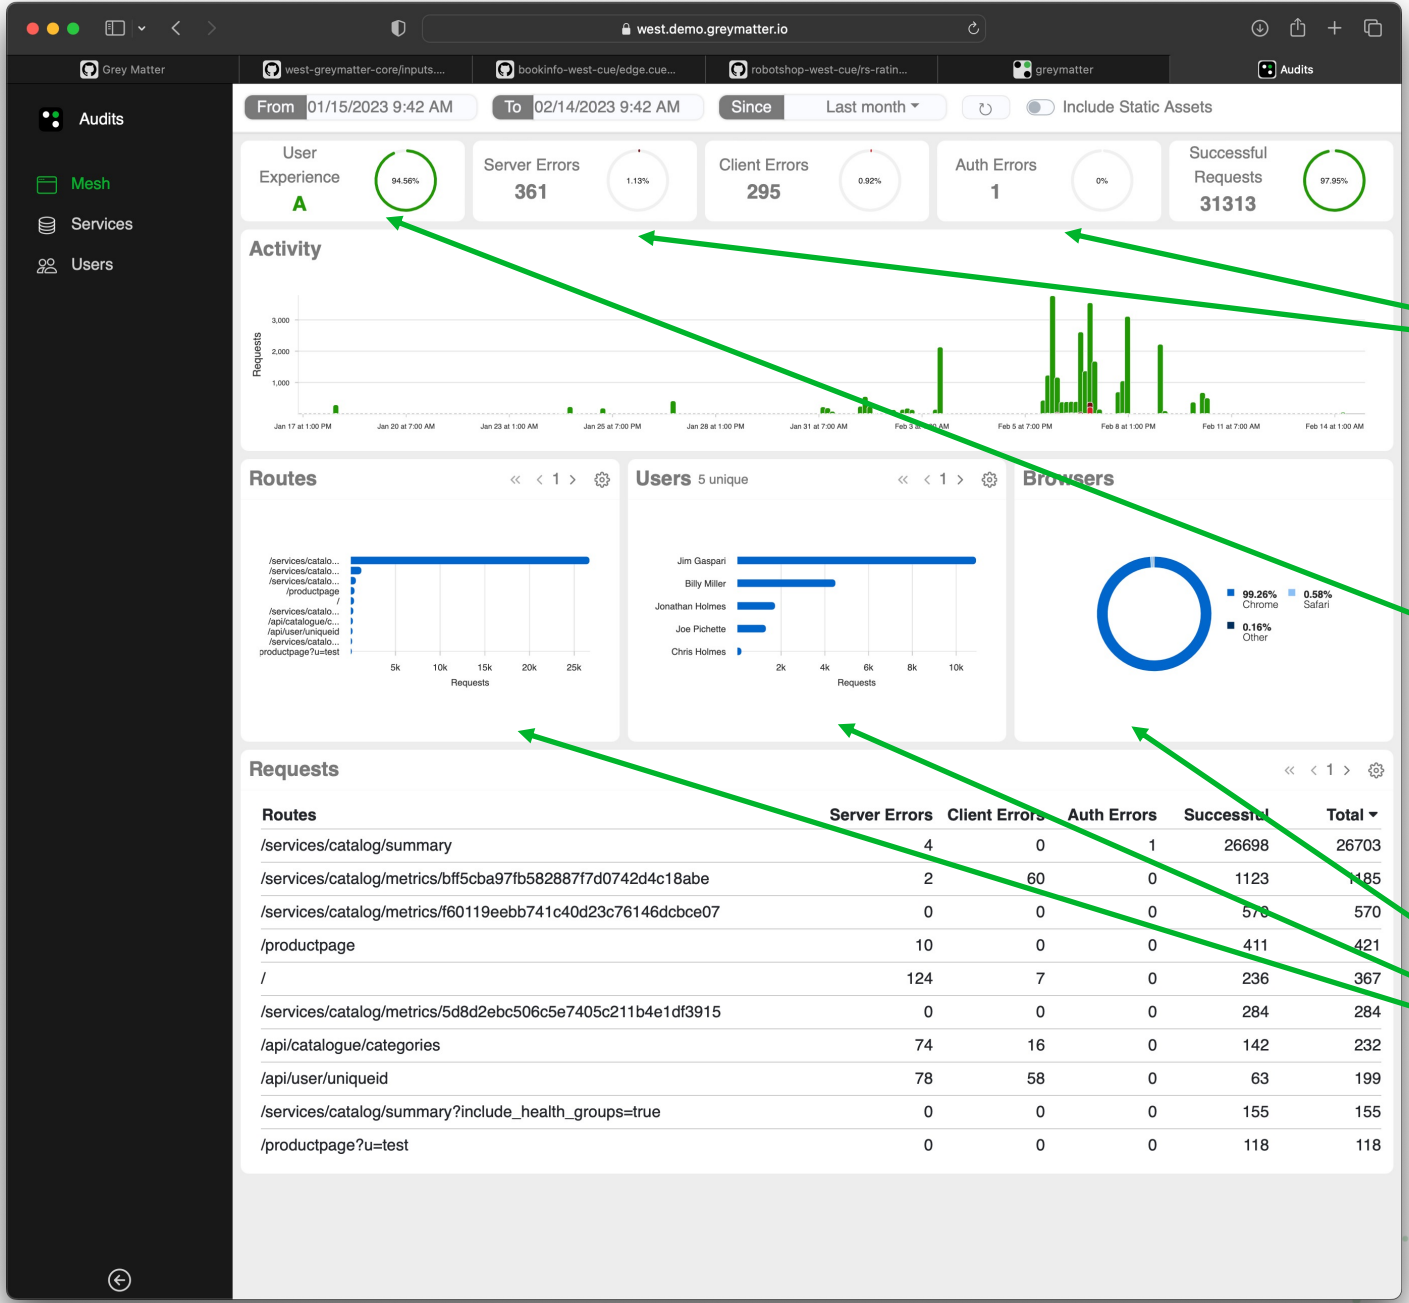 west.demo.greymatter.io
Grey Matter
west-greymatter-core/inputs....
bookinfo-west-cue/edge.cue...
robotshop-west-cue/rs-ratin...
greymatter
Audits
Audits
Mesh
Services
Users
From 01/15/2023 9:42 AM To 02/14/2023 9:42 AM Since Last month Include Static Assets
User
Experience
A
94.56%
Server Errors
361
1.13%
Client Errors
295
0.92%
Auth Errors
1
0%
Successful
Requests
31313
97.95%
Activity
Requests
3,000
2,000
1,000
Jan 17 at 1:00 PM Jan 20 at 7:00 AM Jan 23 at 1:00 AM Jan 25 at 7:00 PM Jan 28 at 1:00 PM Jan 31 at 7:00 AM Feb 3 at AM Feb 5 at 7:00 PM Feb 8 at 1:00 PM Feb 11 at 7:00 AM Feb 14 at 1:00 AM
Routes
1
/services/catalo...
/services/catalo...
/services/catalo...
/productpage
/
/services/catalo...
/api/catalogue/c...
/api/user/uniqueid
/services/catalo...
productpage?u=test
5k 10k 15k 20k 25k
Requests
Users 5 unique
1
Jim Gaspari
Billy Miller
Jonathan Holmes
Joe Pichette
Chris Holmes
2k 4k 6k 8k 10k
Requests
Browsers
99.26%
Chrome
0.58%
Safari
0.16%
Other
Requests
1
Routes Server Errors Client Errors Auth Errors Successful Total
/services/catalog/summary 4 0 1 26698 26703
/services/catalog/metrics/bff5cba97fb582887f7d0742d4c18abe 2 60 0 1123 1185
/services/catalog/metrics/f60119eebb741c40d23c76146dcbce07 0 0 0 570 570
/productpage 10 0 0 411 421
/ 124 7 0 236 367
/services/catalog/metrics/5d8d2ebc506c5e7405c211b4e1df3915 0 0 0 284 284
/api/catalogue/categories 74 16 0 142 232
/api/user/uniqueid 78 58 0 63 199
/services/catalog/summary?include_health_groups=true 0 0 0 155 155
/productpage?u=test 0 0 0 118 118